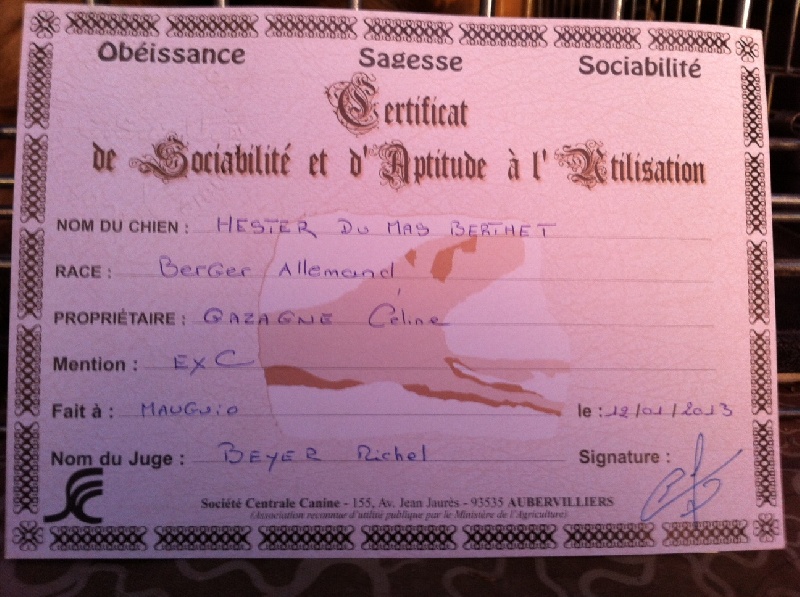 Obéissance Sagesse Sociabilité
Certificat
de Sociabilité et d'Aptitude à l'Utilisation
NOM DU CHIEN : HESTER DU MAS BERTHET
RACE : Berger Allemand
PROPRIÉTAIRE : GAZAGNE Céline
Mention : EXC
Fait à : MAUGUIO le : 12/01/2013
Nom du Juge : BEYER Michel
Signature :
Société Centrale Canine - 155, Av. Jean Jaurès - 93535 AUBERVILLIERS
(Association reconnue d'utilité publique par le Ministère de l'Agriculture)